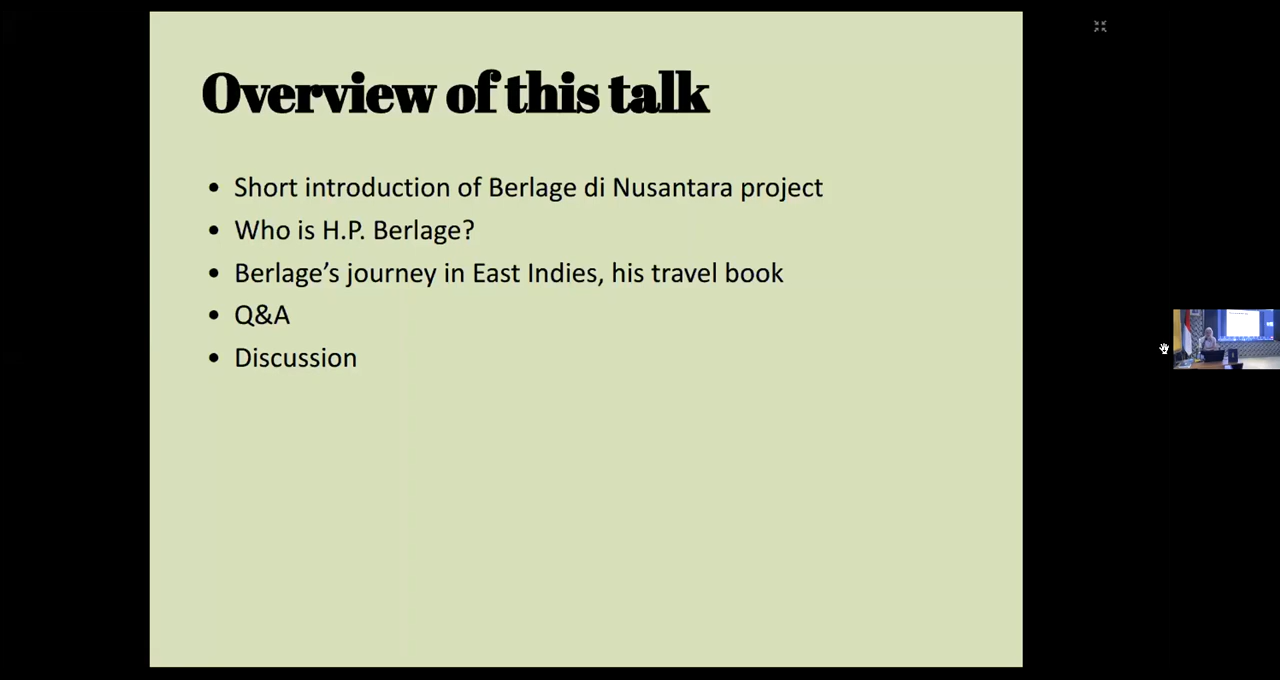 Overview of this talk
• Short introduction of Berlage di Nusantara project
• Who is H.P. Berlage?
• Berlage’s journey in East Indies, his travel book
• Q&A
• Discussion